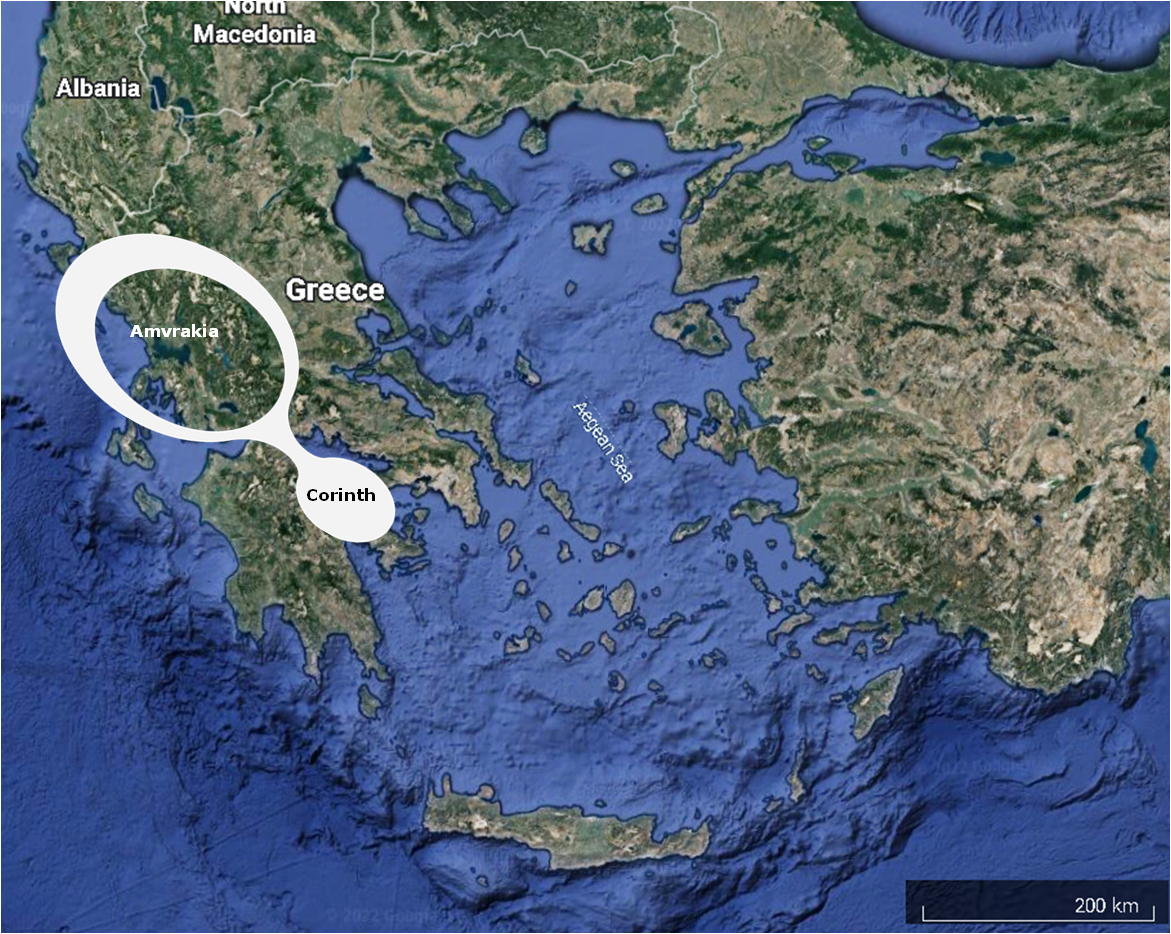 North
Macedonia
Albania
Greece
Amvrakia
Aegean Sea
Corinth
200 km